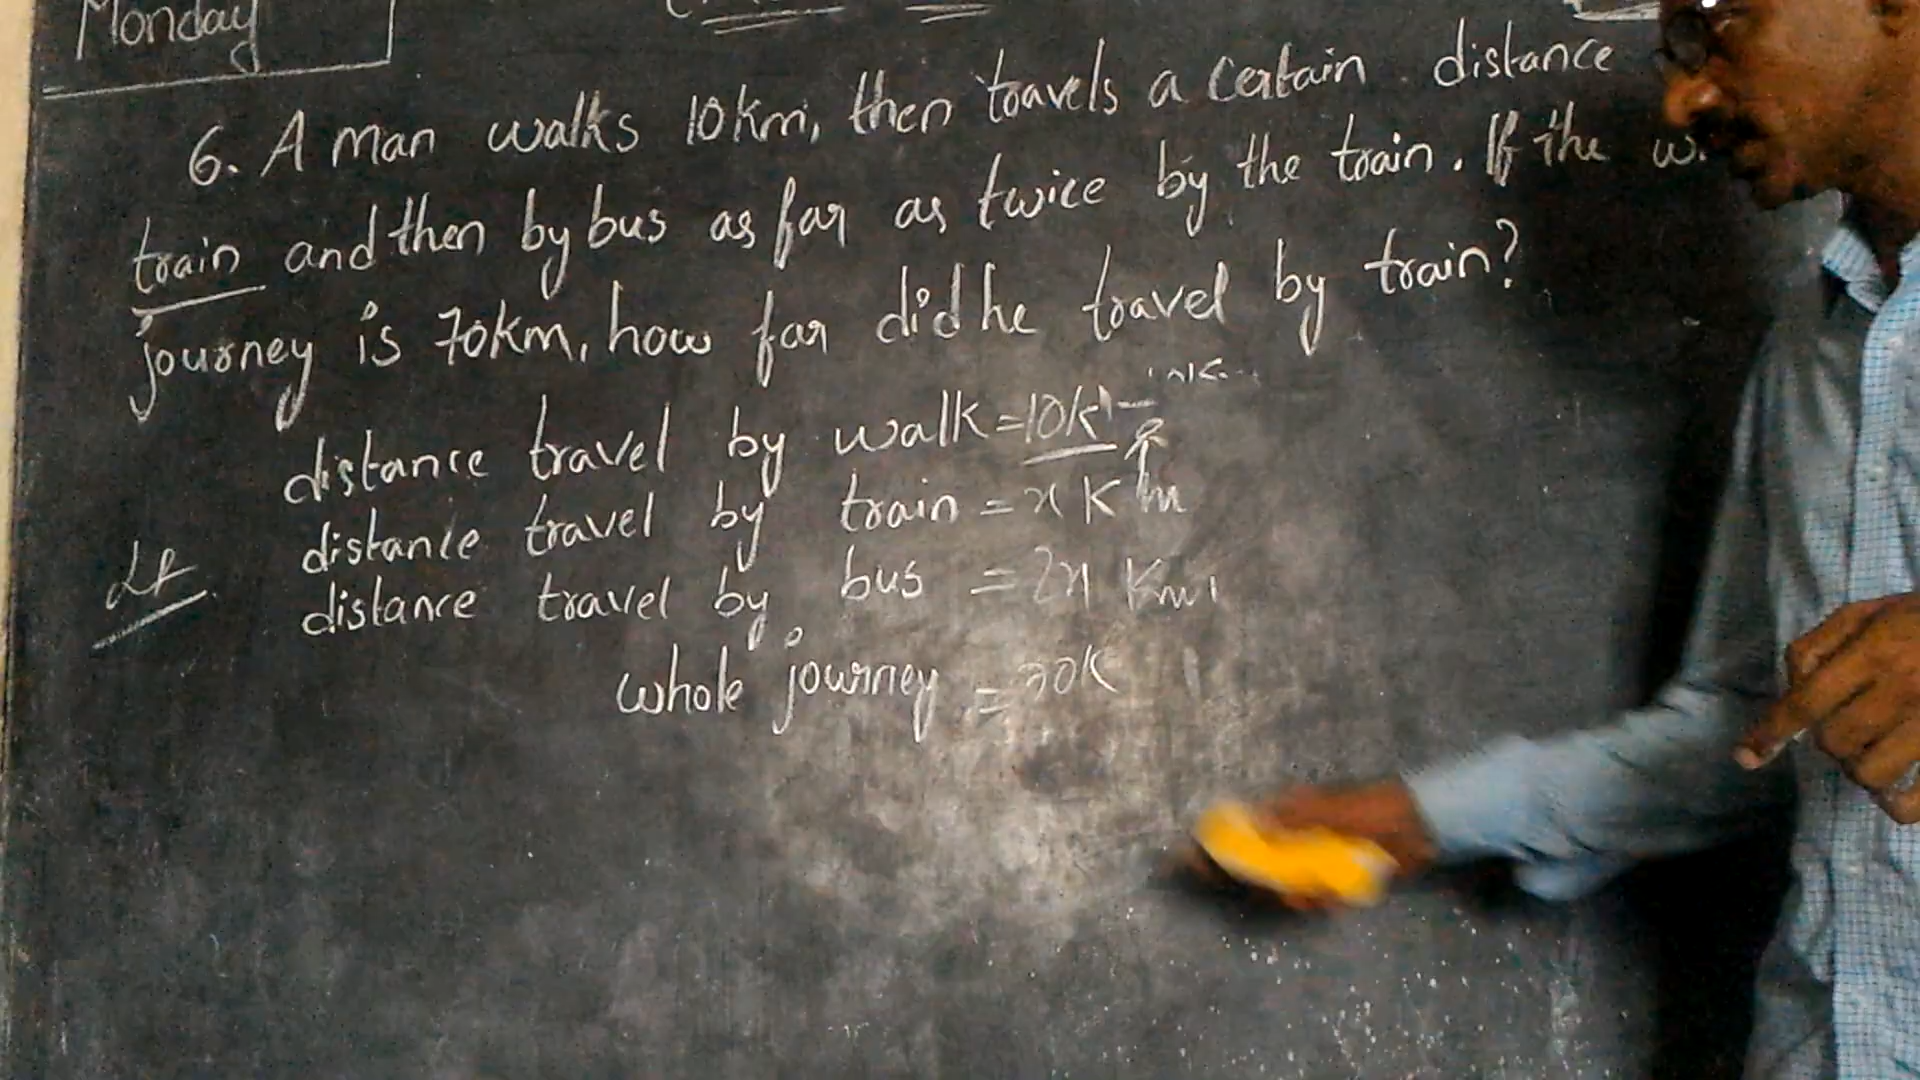 Monday
6. A man walks 10km, then travels a certain distance
train and then by bus as far as twice by the train. If the
journey is 70km, how far did he travel by train?
distance travel by walk = 10k
distance travel by train = x Km
distance travel by bus = 2x Km
whole journey = 70K